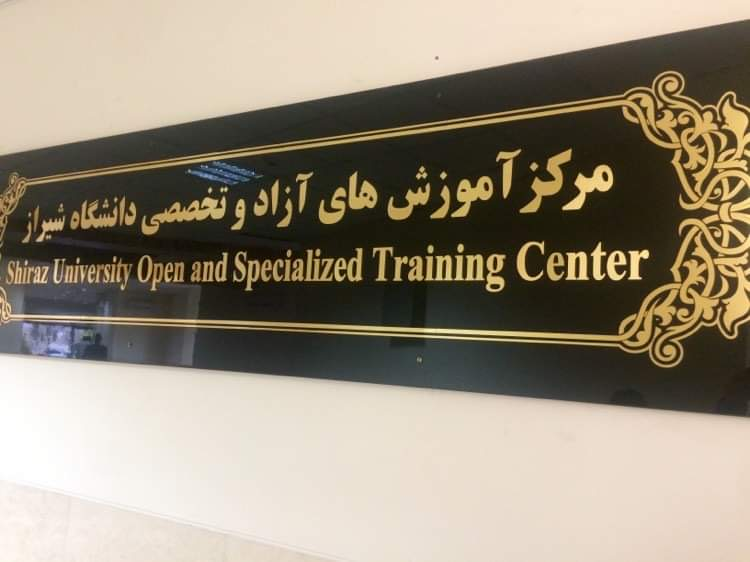 مرکز آموزش های آزاد و تخصصی دانشگاه شیراز
Shiraz University Open and Specialized Training Center